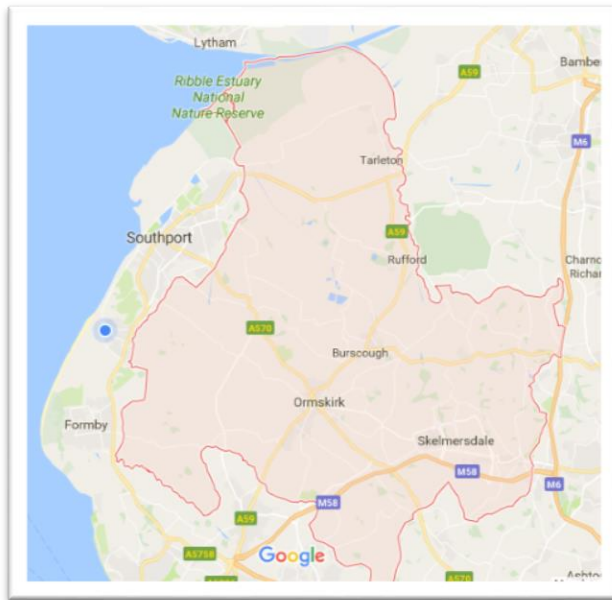 Lytham
A59
Bambe
Ribble Estuary
National
Nature Reserve
M6
Tarleton
Southport
A59
Rufford
Charno
Richar
A570
Burscough
Ormskirk
Formby
Skelmersdale
M58
M6
M58
A59
A5758
Google
A570
Ashto